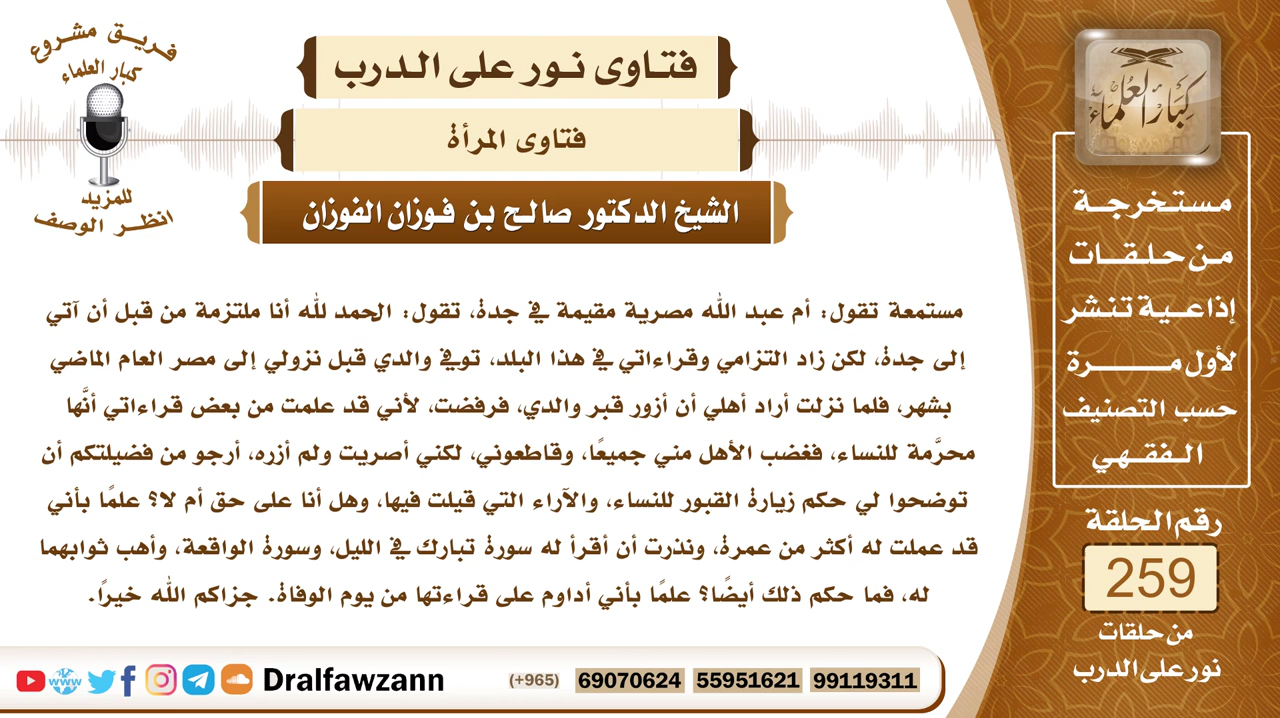 فريق مشروع
كبار العلماء
للمزيد
انظر الوصف
فتاوى نور على الدرب
فتاوى المرأة
الشيخ الدكتور صالح بن فوزان الفوزان
مستمعة تقول: أم عبد الله مصرية مقيمة في جدة، تقول: الحمد لله أنا ملتزمة من قبل أن آتي
إلى جدة، لكن زاد التزامي وقراءاتي في هذا البلد، توفي والدي قبل نزولي إلى مصر العام الماضي
بشهر، فلما نزلت أراد أهلي أن أزور قبر والدي، فرفضت، لأني قد علمت من بعض قراءاتي أنَّها
محرَّمة للنساء، فغضب الأهل مني جميعًا، وقاطعوني، لكني أصريت ولم أزره، أرجو من فضيلتكم أن
توضحوا لي حكم زيارة القبور للنساء، والآراء التي قيلت فيها، وهل أنا على حق أم لا؟ علمًا بأني
قد عملت له أكثر من عمرة، ونذرت أن أقرأ له سورة تبارك في الليل، وسورة الواقعة، وأهب ثوابهما
له، فما حكم ذلك أيضًا؟ علمًا بأني أداوم على قراءتها من يوم الوفاة. جزاكم الله خيرًا.
كبار العلماء
مستخرجة
من حلقات
إذاعية تنشر
لأول مرة
حسب التصنيف
الفقهي
رقم الحلقة
259
من حلقات
نور على الدرب
www Dralfawzann (+965) 69070624 55951621 99119311